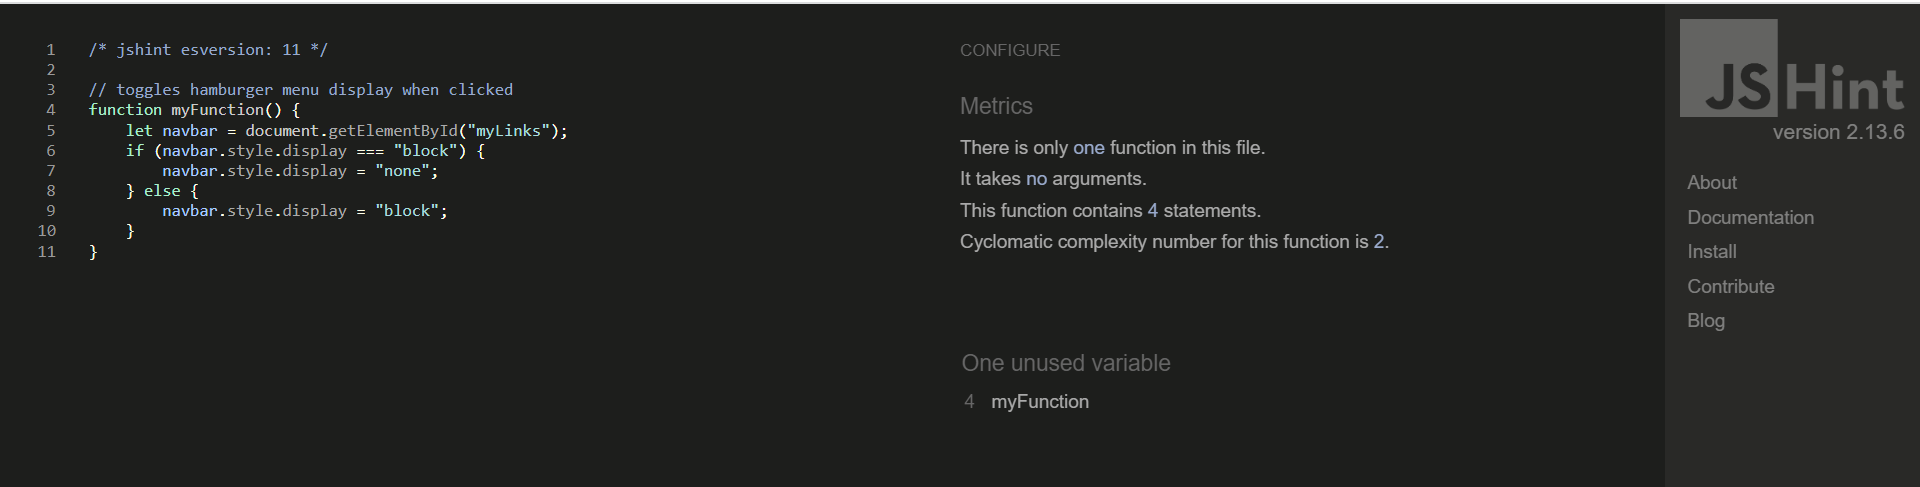 1 /* jshint esversion: 11 */
2
3 // toggles hamburger menu display when clicked
4 function myFunction() {
5     let navbar = document.getElementById("myLinks");
6     if (navbar.style.display === "block") {
7         navbar.style.display = "none";
8     } else {
9         navbar.style.display = "block";
10     }
11 }
CONFIGURE
Metrics
There is only one function in this file.
It takes no arguments.
This function contains 4 statements.
Cyclomatic complexity number for this function is 2.
One unused variable
4 myFunction
JSHint
version 2.13.6
About
Documentation
Install
Contribute
Blog